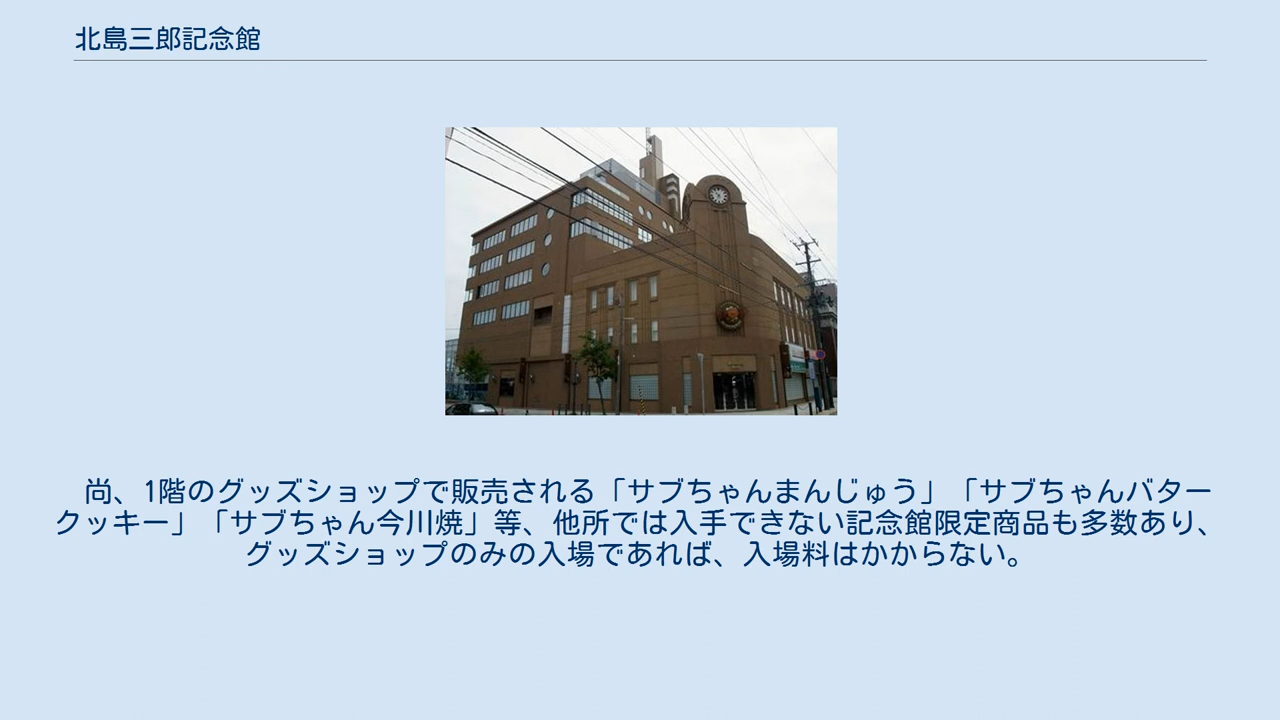 北島三郎記念館
尚、1階のグッズショップで販売される「サブちゃんまんじゅう」「サブちゃんバター
クッキー」「サブちゃん今川焼」等、他所では入手できない記念館限定商品も多数あり、
グッズショップのみの入場であれば、入場料はかからない。